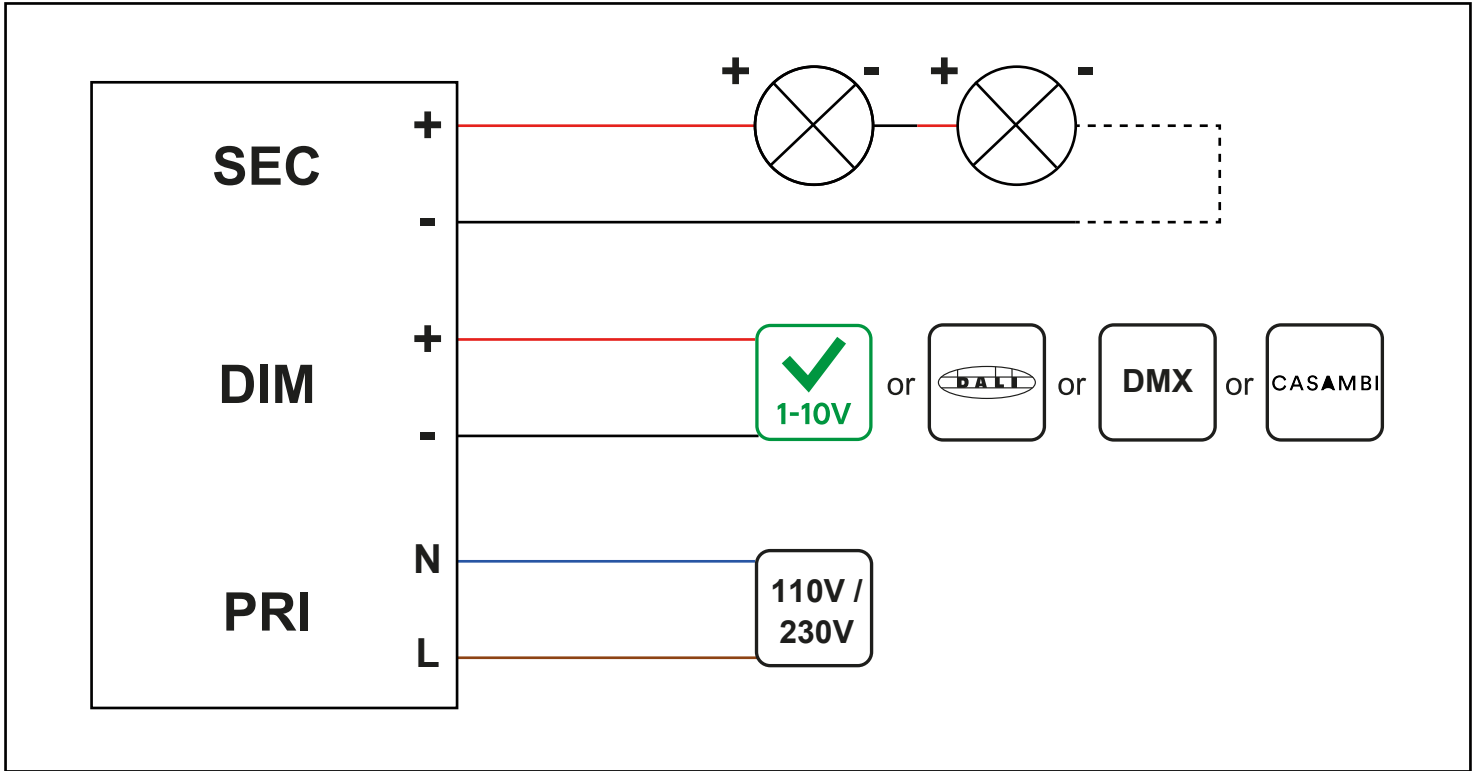 + - + -
+
SEC
-
+
DIM
-
1-10V or DALI or DMX or CASAMBI
N
PRI
L
110V /
230V